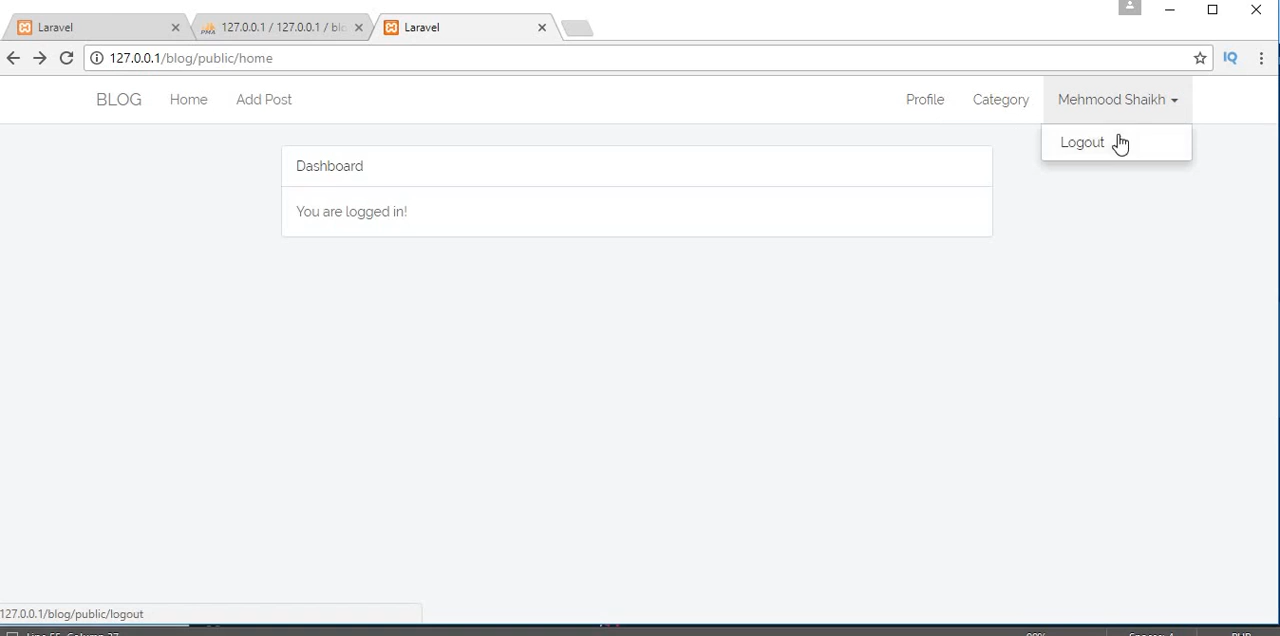 Laravel
127.0.0.1 / 127.0.0.1 / blo
Laravel
127.0.0.1/blog/public/home
IQ
BLOG Home Add Post Profile Category Mehmood Shaikh
Logout
Dashboard
You are logged in!
127.0.0.1/blog/public/logout